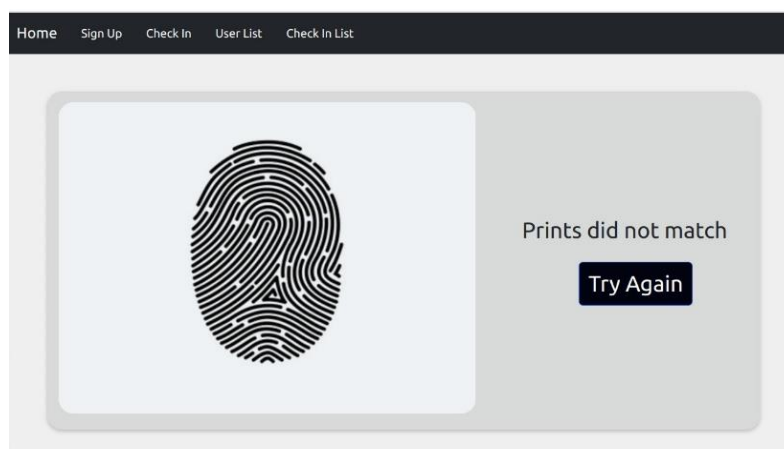 Home Sign Up Check In User List Check In List
Prints did not match
Try Again